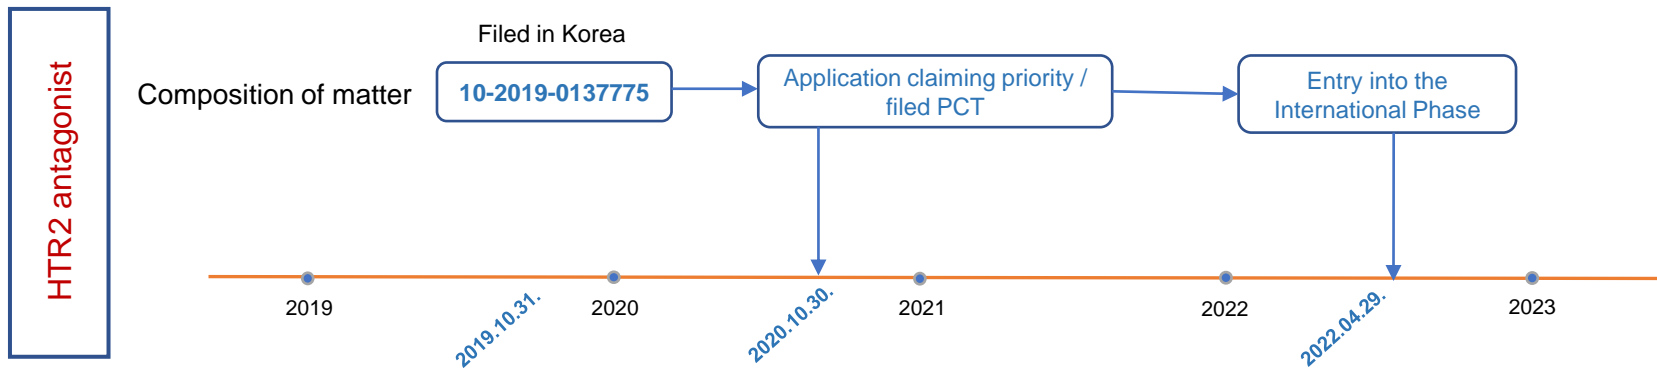 HTR2 antagonist
Filed in Korea
Composition of matter
10-2019-0137775
Application claiming priority /
filed PCT
Entry into the
International Phase
2019
2019.10.31.
2020
2020.10.30.
2021
2022
2022.04.29.
2023